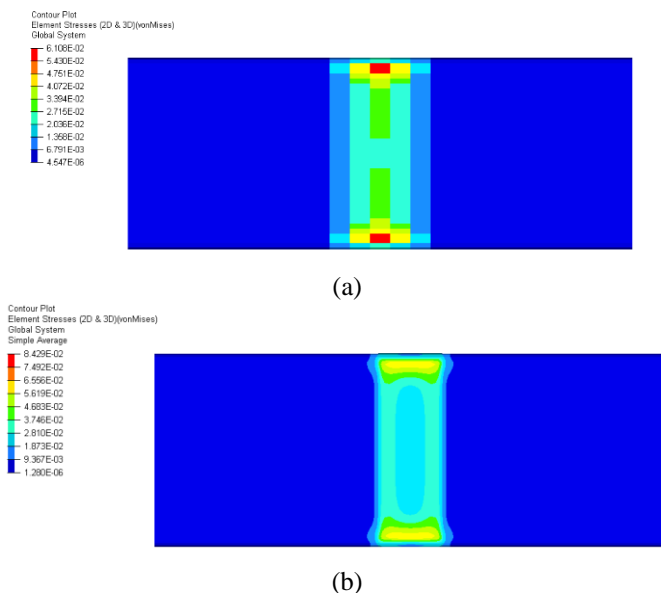 Contour Plot
Element Stresses (2D & 3D)(vonMises)
Global System
6.108E-02
5.430E-02
4.751E-02
4.072E-02
3.394E-02
2.715E-02
2.036E-02
1.358E-02
6.791E-03
4.547E-06
(a)
Contour Plot
Element Stresses (2D & 3D)(vonMises)
Global System
Simple Average
8.429E-02
7.492E-02
6.556E-02
5.619E-02
4.683E-02
3.746E-02
2.810E-02
1.873E-02
9.367E-03
1.280E-06
(b)